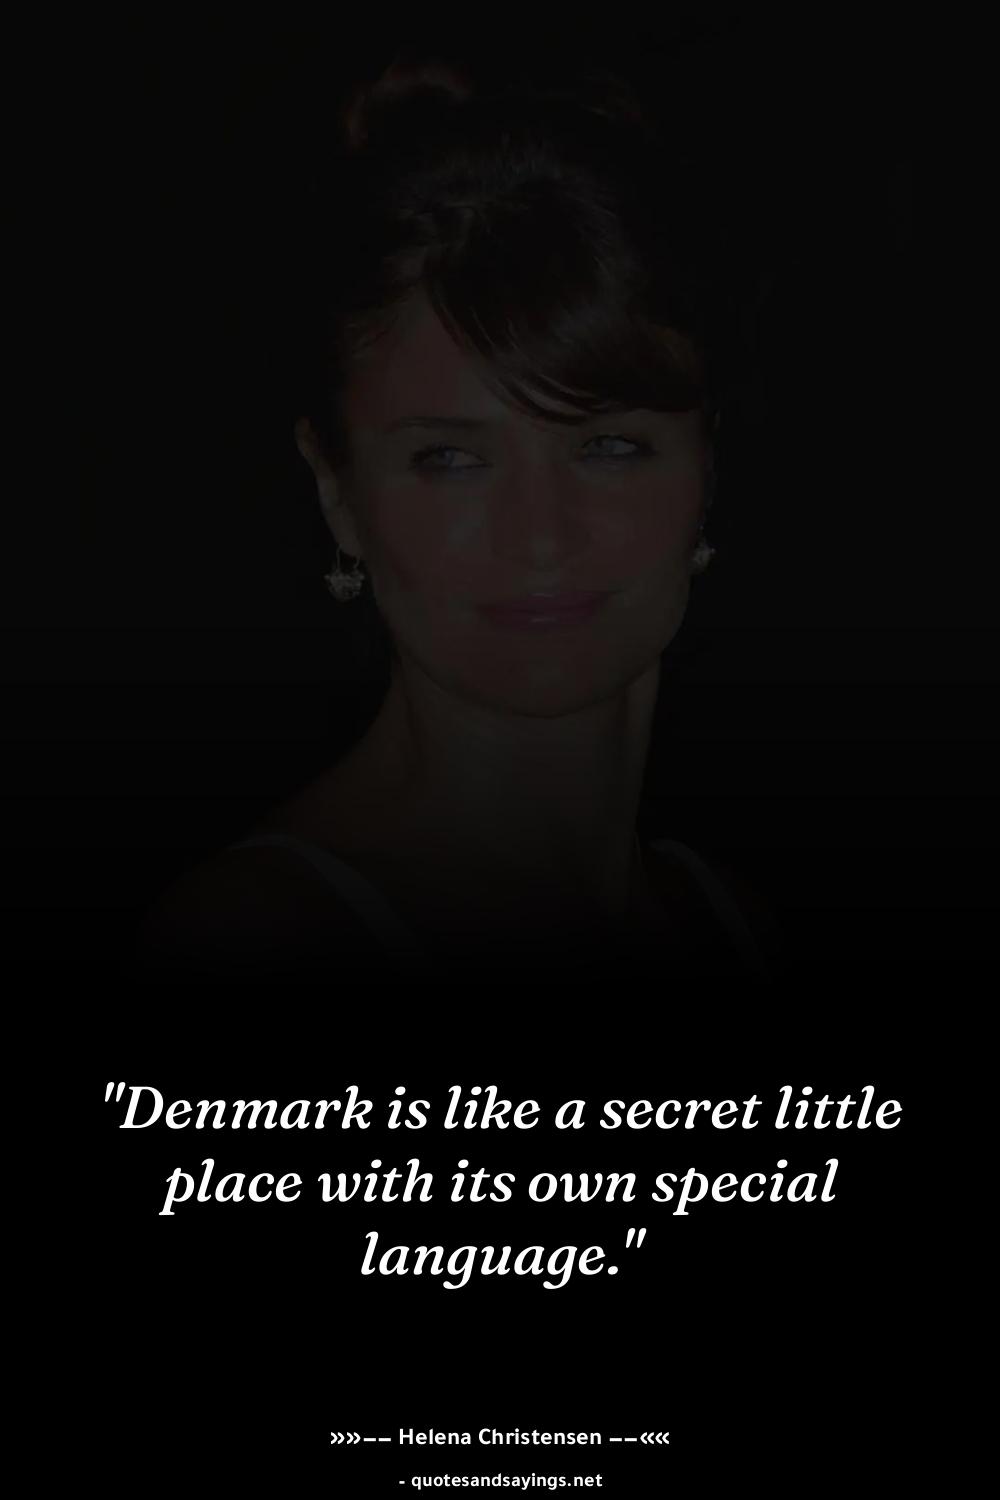 "Denmark is like a secret little
place with its own special
language."
»»−− Helena Christensen −−««
- quotesandsayings.net